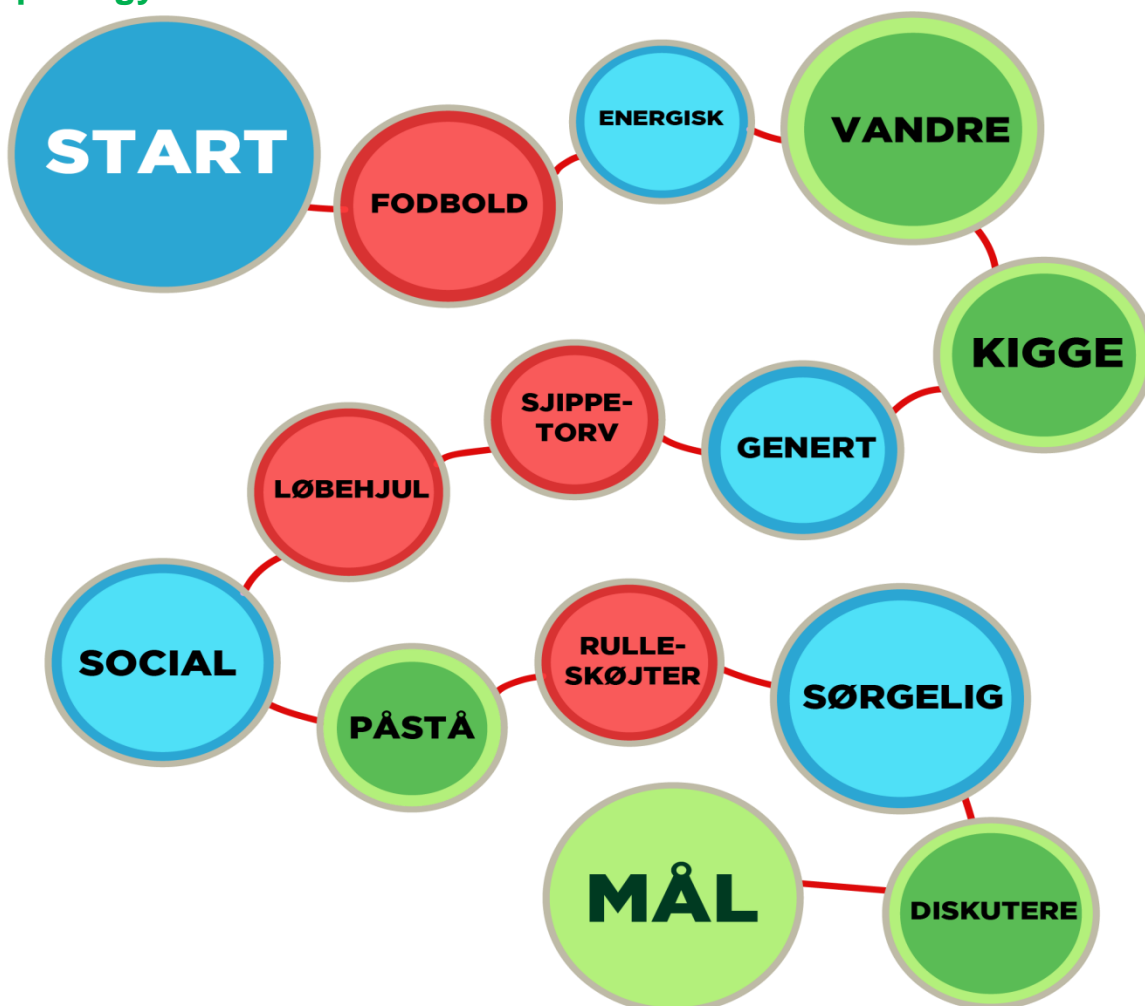 START
FODBOLD
ENERGISK
VANDRE
KIGGE
GENERT
SJIPPE-
TORV
LØBEHJUL
SOCIAL
PÅSTÅ
RULLE-
SKØJTER
SØRGELIG
DISKUTERE
MÅL